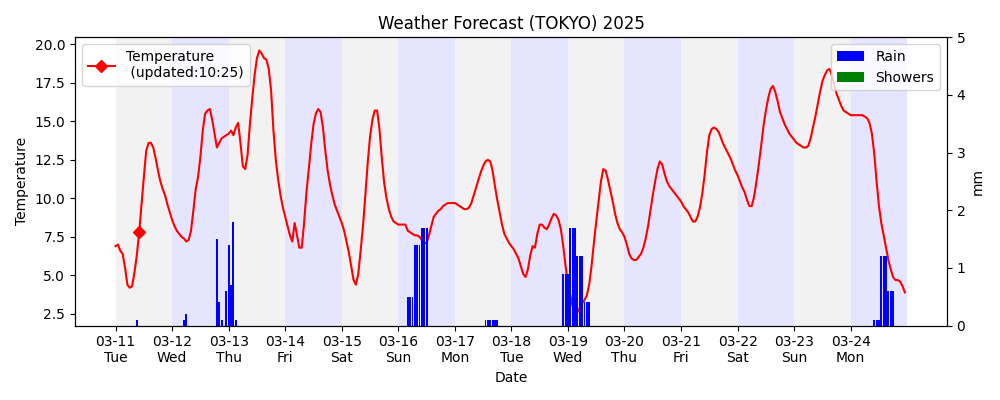 Weather Forecast (TOKYO) 2025
Temperature
(updated:10:25)
Rain
Showers
20.0
17.5
15.0
12.5
10.0
7.5
5.0
2.5
Temperature
5
4
3
2
1
0
mm
03-11 03-12 03-13 03-14 03-15 03-16 03-17 03-18 03-19 03-20 03-21 03-22 03-23 03-24
Tue Wed Thu Fri Sat Sun Mon Tue Wed Thu Fri Sat Sun Mon
Date